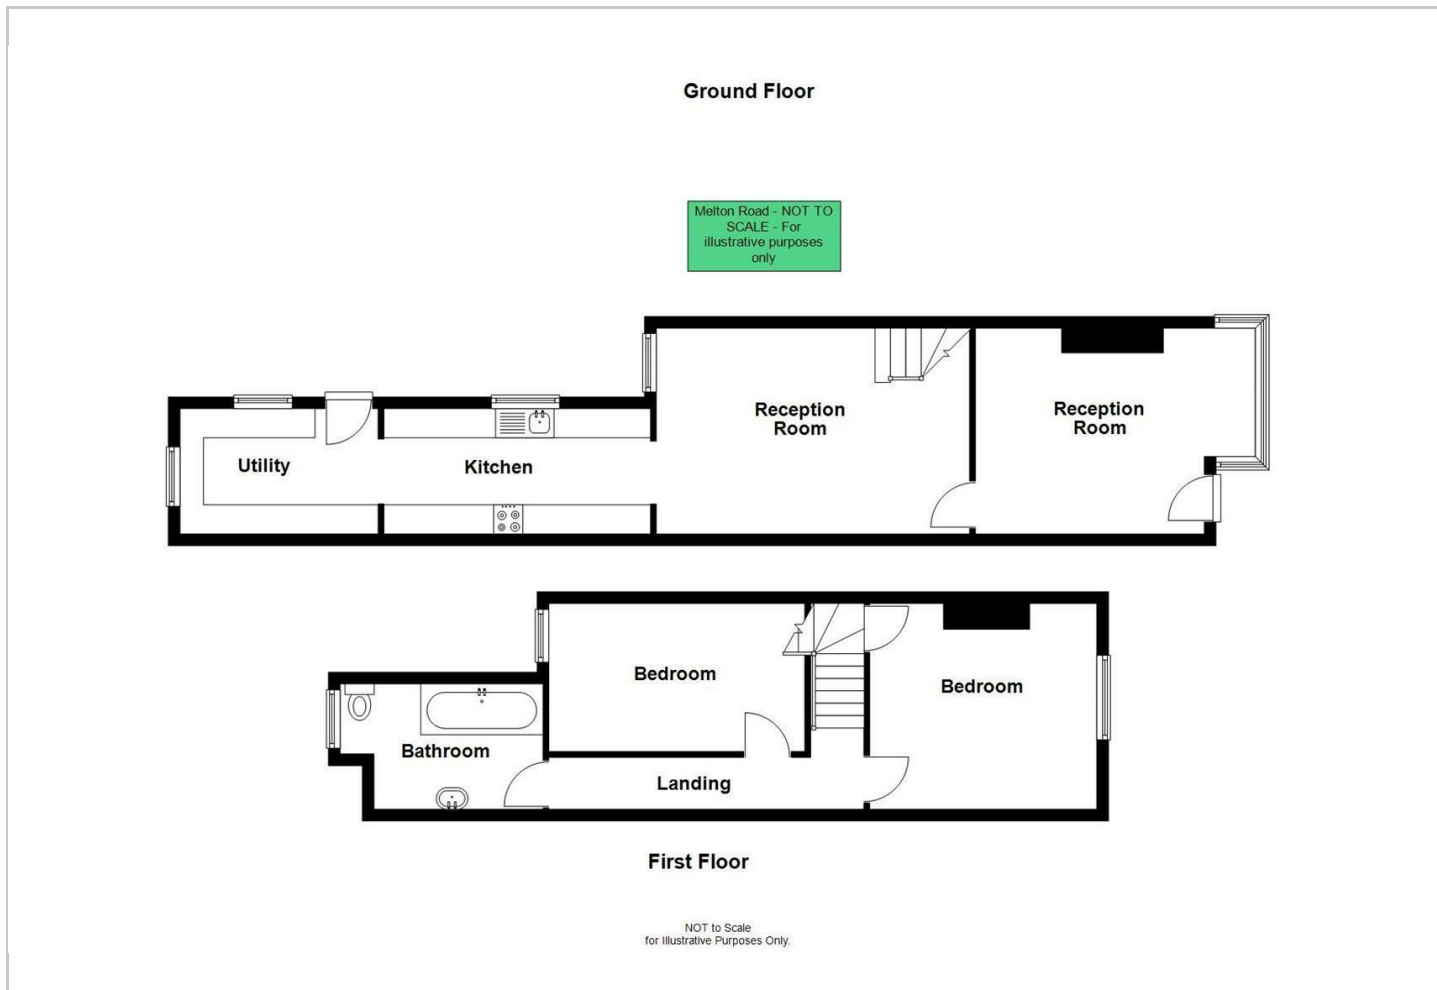 Ground Floor
Melton Road - NOT TO
SCALE - For
illustrative purposes
only
Reception
Room
Reception
Room
Utility
Kitchen
Bedroom
Bedroom
Bathroom
Landing
First Floor
NOT to Scale
for Illustrative Purposes Only.